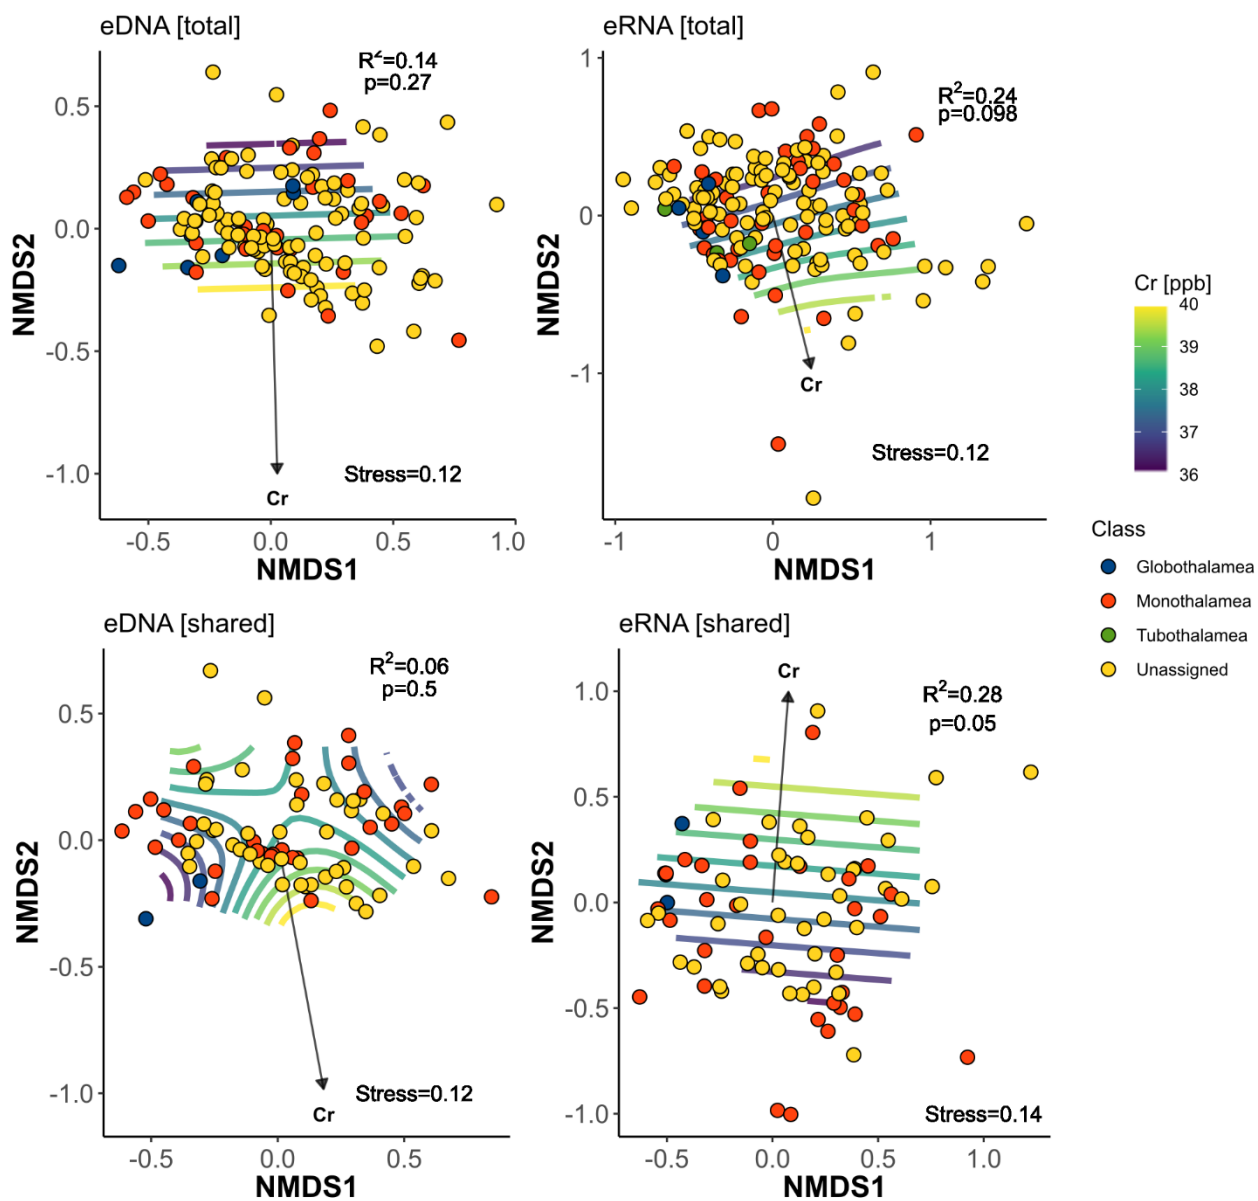 eDNA [total]
R²=0.14
p=0.27
0.5
0.0
-0.5
-1.0
NMDS2
Cr
Stress=0.12
-0.5 0.0 0.5 1.0
NMDS1
eRNA [total]
R²=0.24
p=0.098
1
0
-1
NMDS2
Cr
Stress=0.12
-1 0 1
NMDS1
Cr [ppb]
40
39
38
37
36
Class
Globothalamea
Monothalamea
Tubothalamea
Unassigned
eDNA [shared]
R²=0.06
p=0.5
0.5
0.0
-0.5
-1.0
NMDS2
Cr
Stress=0.12
-0.5 0.0 0.5
NMDS1
eRNA [shared]
Cr
R²=0.28
p=0.05
1.0
0.5
0.0
-0.5
-1.0
NMDS2
Stress=0.14
-0.5 0.0 0.5 1.0
NMDS1